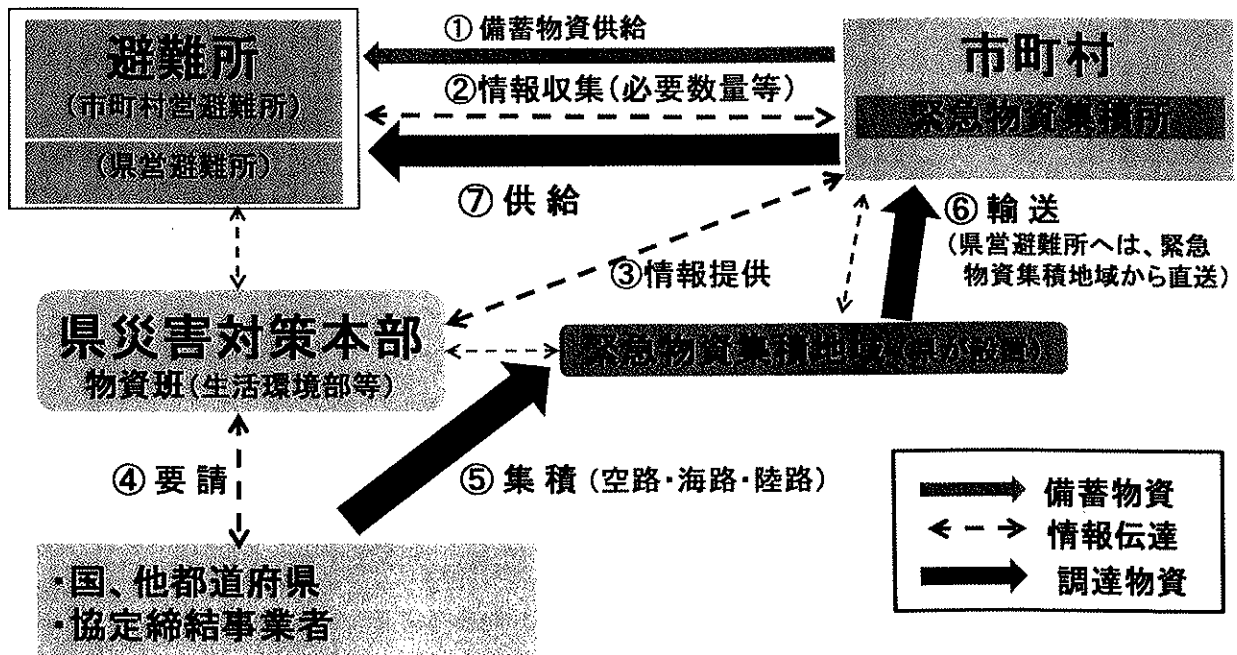 避難所
(市町村営避難所)
(県営避難所)
①備蓄物資供給
②情報収集(必要数量等)
⑦ 供 給
市町村
緊急物資集積所
⑥ 輸 送
(県営避難所へは、緊急
物資集積地域から直送)
③情報提供
県災害対策本部
物資班(生活環境部等)
緊急物資集積地域(県が設置)
④ 要 請
⑤ 集 積 (空路・海路・陸路)
・国、他都道府県
・協定締結事業者
備蓄物資
情報伝達
調達物資